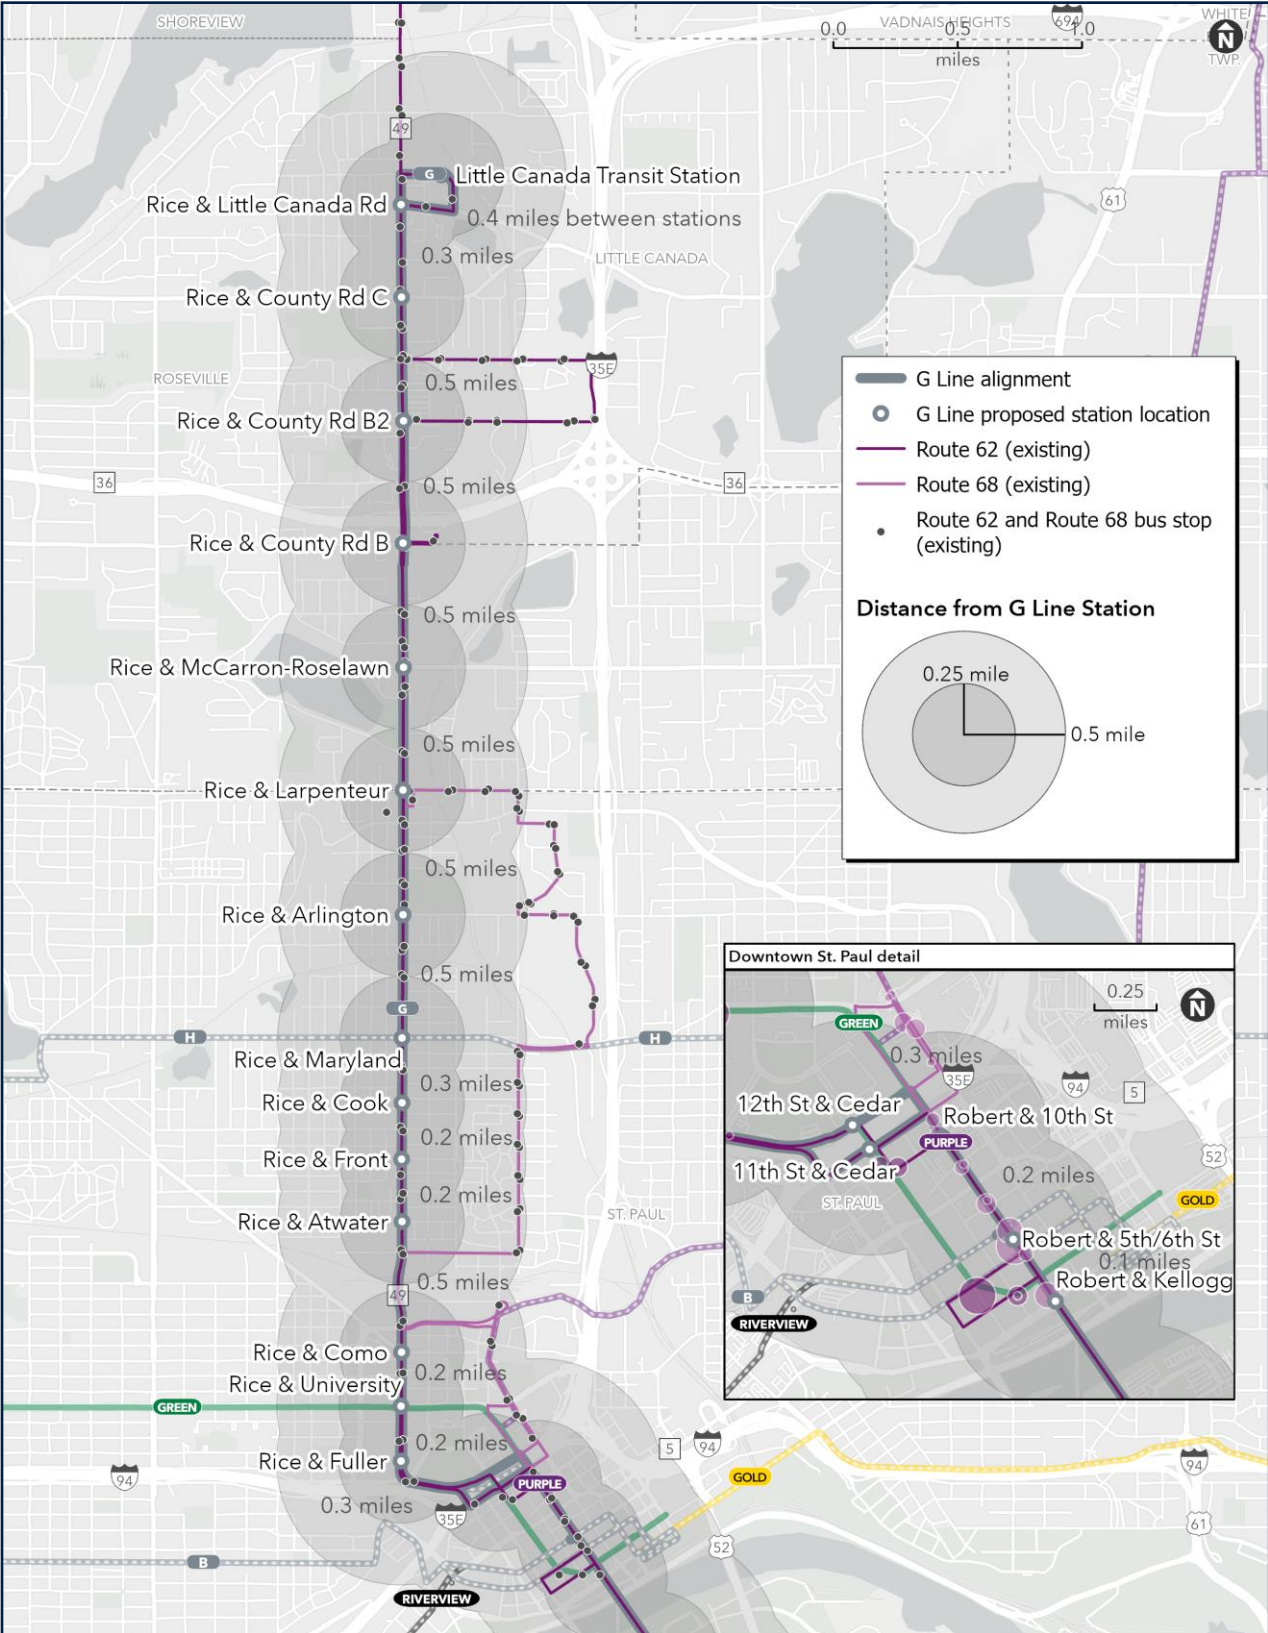 SHOREVIEW
VADNAIS HEIGHTS
694
WHITE
TWP.
N
0.0 0.5 1.0
miles
49
G
Little Canada Transit Station
Rice & Little Canada Rd
0.4 miles between stations
61
0.3 miles
LITTLE CANADA
Rice & County Rd C
35E
ROSEVILLE
0.5 miles
Rice & County Rd B2
36
0.5 miles
36
Rice & County Rd B
0.5 miles
Rice & McCarron-Roselawn
0.5 miles
Rice & Larpenteur
0.5 miles
Rice & Arlington
0.5 miles
G
H
H
Rice & Maryland
0.3 miles
Rice & Cook
0.2 miles
Rice & Front
0.2 miles
Rice & Atwater
ST. PAUL
0.5 miles
49
Rice & Como
0.2 miles
Rice & University
GREEN
0.2 miles
Rice & Fuller
5
94
94
94
GOLD
PURPLE
0.3 miles
35E
61
52
B
RIVERVIEW
G Line alignment
G Line proposed station location
Route 62 (existing)
Route 68 (existing)
Route 62 and Route 68 bus stop
(existing)
Distance from G Line Station
0.25 mile
0.5 mile
Downtown St. Paul detail
0.25
miles
N
GREEN
0.3 miles
35E
94
5
12th St & Cedar
Robert & 10th St
PURPLE
11th St & Cedar
52
0.2 miles
ST. PAUL
GOLD
Robert & 5th/6th St
0.1 miles
Robert & Kellogg
B
RIVERVIEW